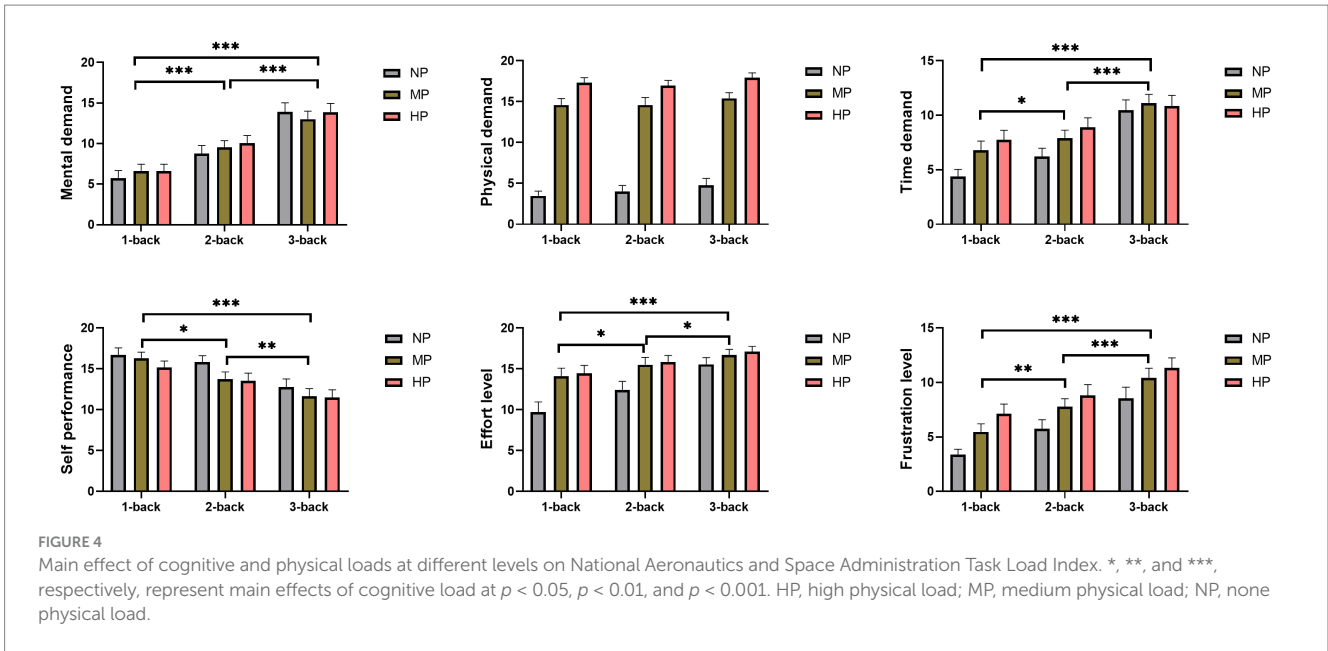 ***
***
***
Mental demand
20
15
10
5
0
1-back
2-back
3-back
NP
MP
HP
Physical demand
20
15
10
5
0
1-back
2-back
3-back
NP
MP
HP
***
***
*
Time demand
15
10
5
0
1-back
2-back
3-back
NP
MP
HP
***
*
**
Self performance
20
15
10
5
0
1-back
2-back
3-back
NP
MP
HP
***
*
*
Effort level
20
15
10
5
0
1-back
2-back
3-back
NP
MP
HP
***
***
**
Frustration level
15
10
5
0
1-back
2-back
3-back
NP
MP
HP
FIGURE 4
Main effect of cognitive and physical loads at different levels on National Aeronautics and Space Administration Task Load Index. *, **, and ***,
respectively, represent main effects of cognitive load at p < 0.05, p < 0.01, and p < 0.001. HP, high physical load; MP, medium physical load; NP, none
physical load.